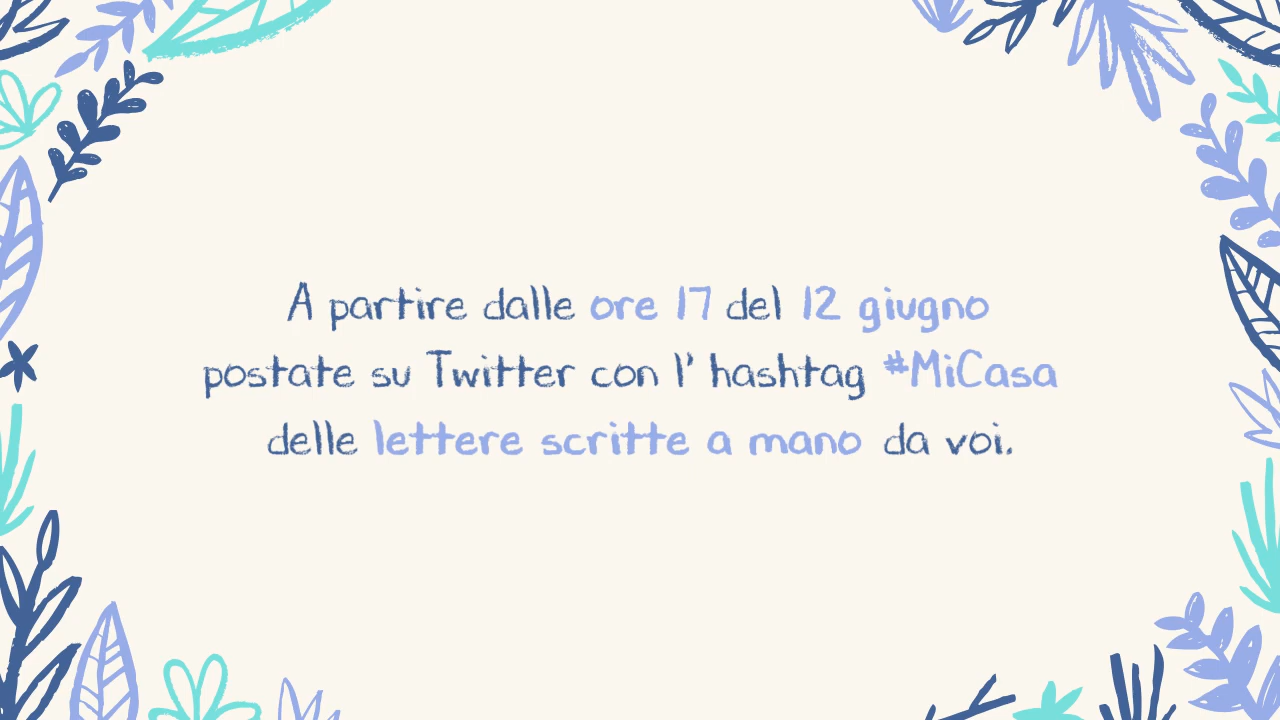 A partire dalle ore 17 del 12 giugno
postate su Twitter con l' hashtag #MiCasa
delle lettere scritte a mano da voi.